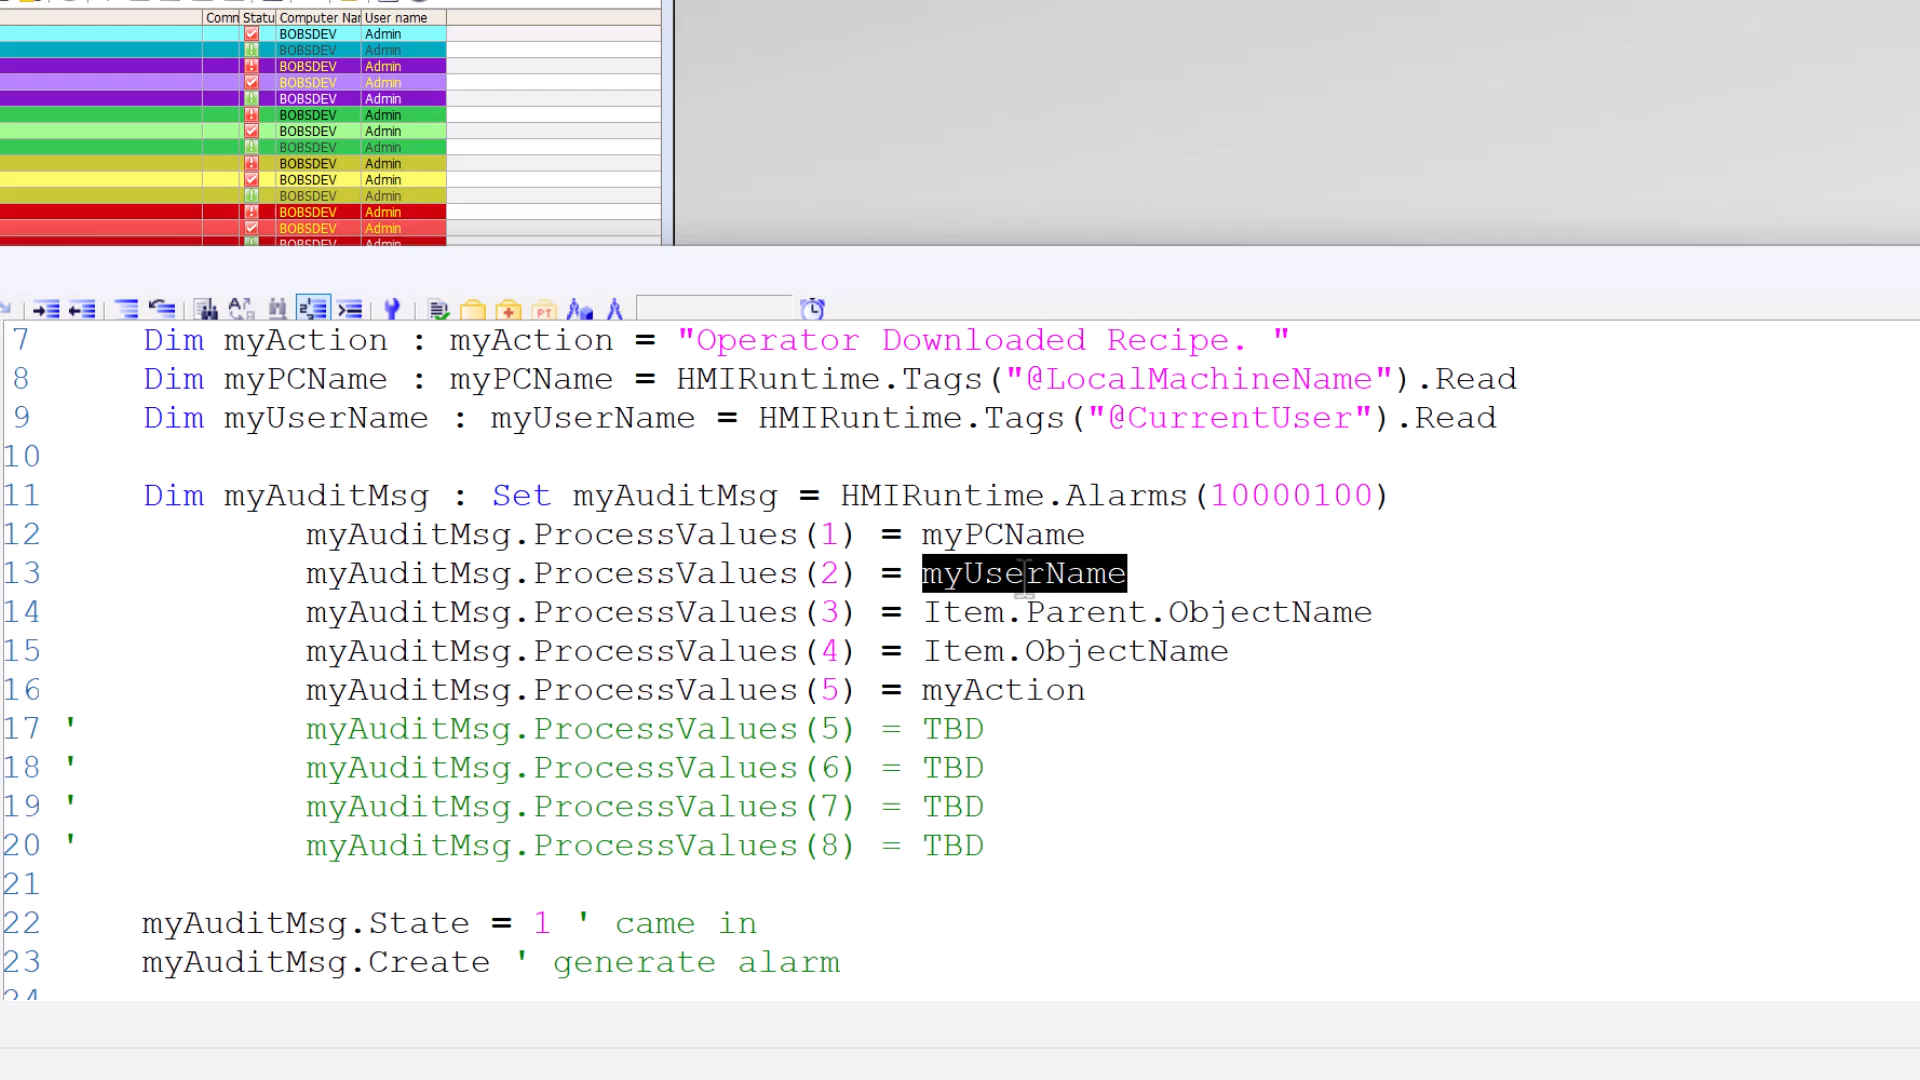 Comm Statu Computer Nar User name
BOBSDEV Admin
BOBSDEV Admin
BOBSDEV Admin
BOBSDEV Admin
BOBSDEV Admin
BOBSDEV Admin
BOBSDEV Admin
BOBSDEV Admin
BOBSDEV Admin
BOBSDEV Admin
BOBSDEV Admin
BOBSDEV Admin
BOBSDEV Admin
BOBSDEV Admin
7 Dim myAction : myAction = "Operator Downloaded Recipe. "
8 Dim myPCName : myPCName = HMIRuntime.Tags("@LocalMachineName").Read
9 Dim myUserName : myUserName = HMIRuntime.Tags("@CurrentUser").Read
10
11 Dim myAuditMsg : Set myAuditMsg = HMIRuntime.Alarms(10000100)
12 myAuditMsg.ProcessValues(1) = myPCName
13 myAuditMsg.ProcessValues(2) = myUserName
14 myAuditMsg.ProcessValues(3) = Item.Parent.ObjectName
15 myAuditMsg.ProcessValues(4) = Item.ObjectName
16 myAuditMsg.ProcessValues(5) = myAction
17 ' myAuditMsg.ProcessValues(5) = TBD
18 ' myAuditMsg.ProcessValues(6) = TBD
19 ' myAuditMsg.ProcessValues(7) = TBD
20 ' myAuditMsg.ProcessValues(8) = TBD
21
22 myAuditMsg.State = 1 ' came in
23 myAuditMsg.Create ' generate alarm
24